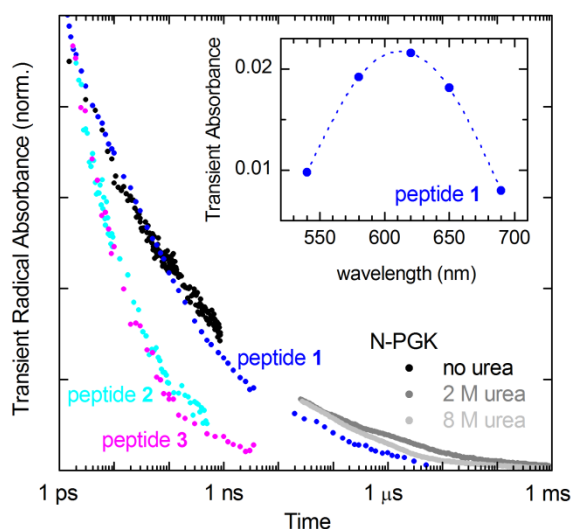 Transient Radical Absorbance (norm.)
Transient Absorbance
0.02
0.01
peptide 1
550 600 650 700
wavelength (nm)
N-PGK
no urea
2 M urea
8 M urea
peptide 1
peptide 2
peptide 3
1 ps 1 ns 1 µs 1 ms
Time